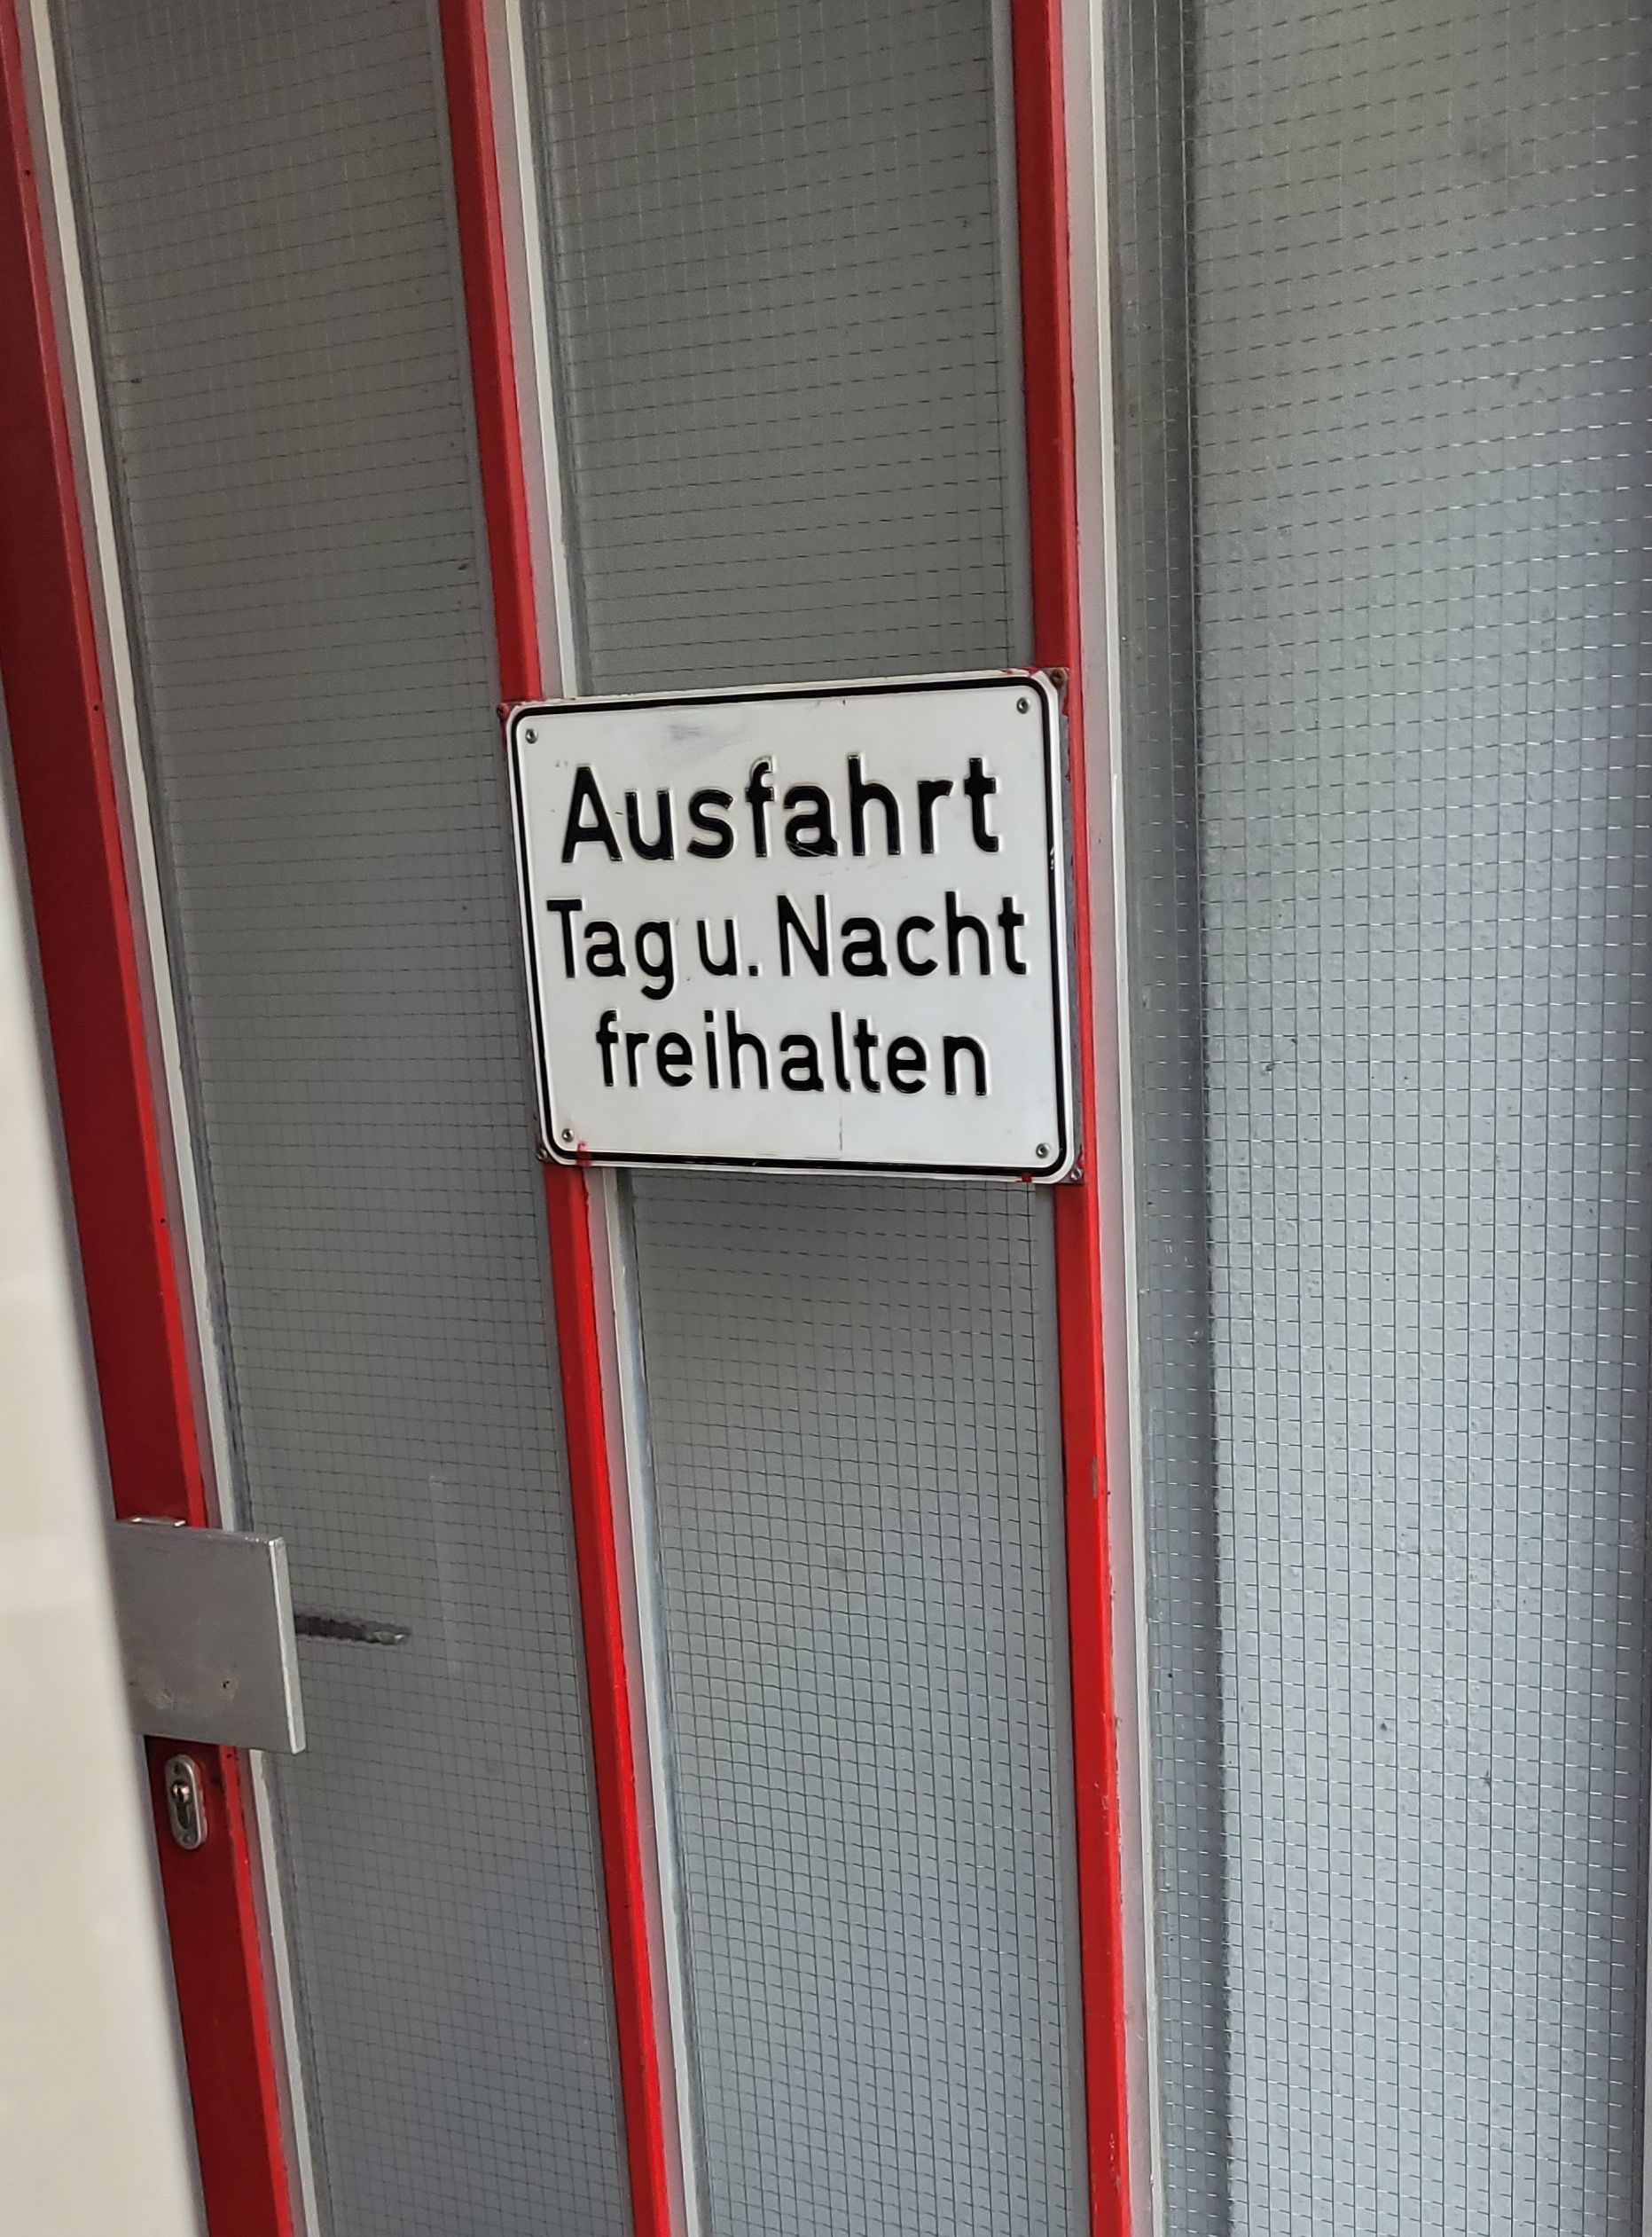 Ausfahrt
Tag u. Nacht
freihalten